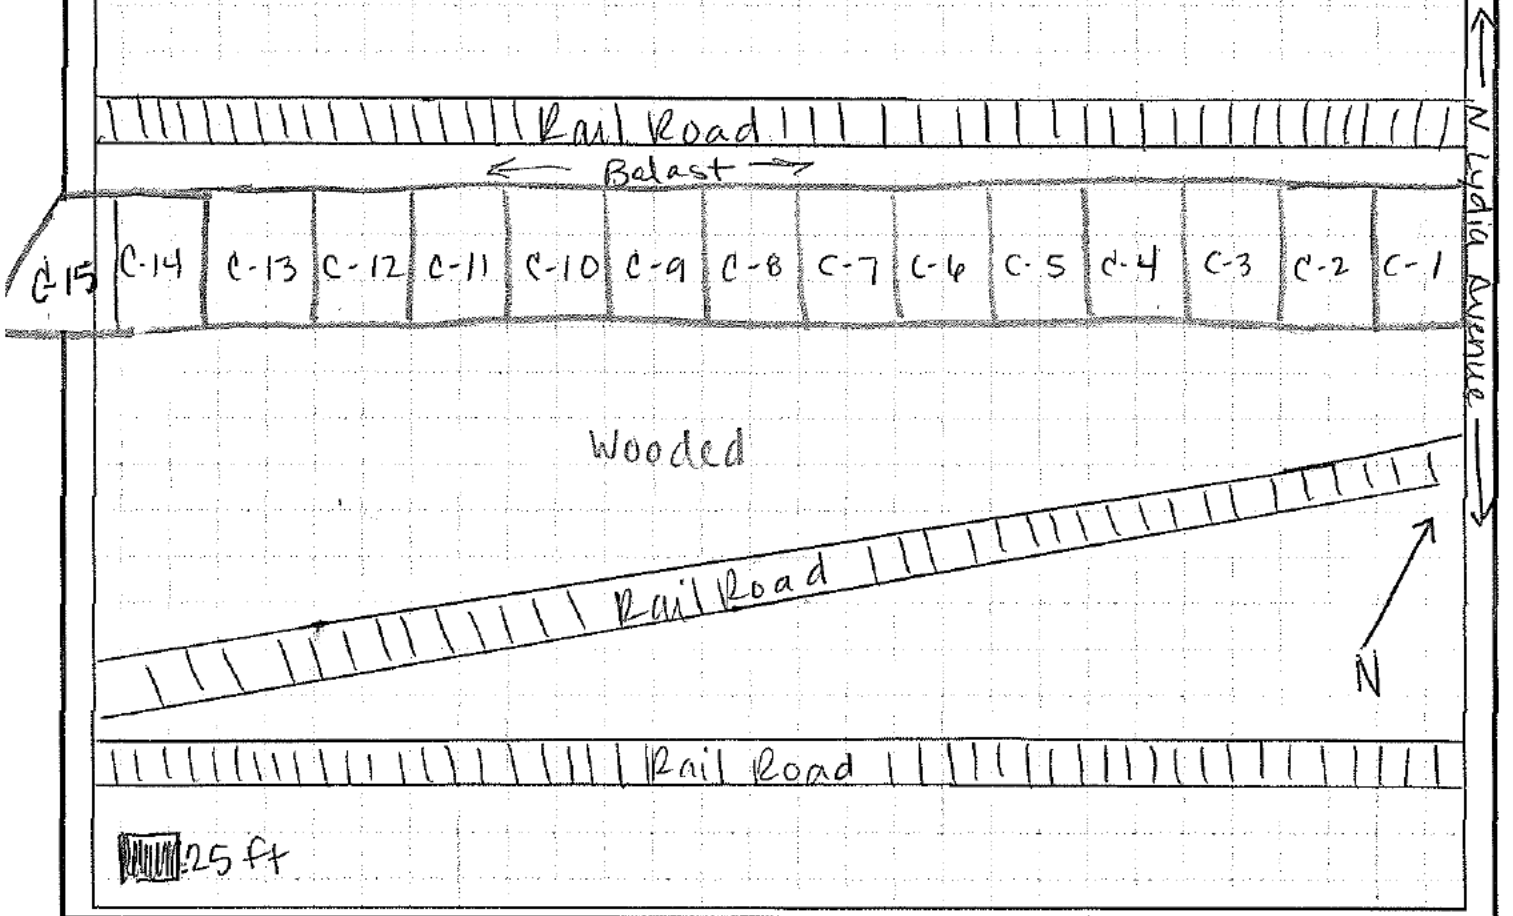 Rail Road
← Belast →
C-15 C-14 C-13 C-12 C-11 C-10 C-9 C-8 C-7 C-6 C-5 C-4 C-3 C-2 C-1
← N Lydia Avenue →
Wooded
Rail Road
N
Rail Road
25 ft